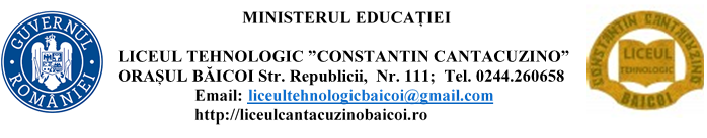 MINISTERUL EDUCAȚIEI
LICEUL TEHNOLOGIC ”CONSTANTIN CANTACUZINO”
ORAȘUL BĂICOI Str. Republicii, Nr. 111; Tel. 0244.260658
Email: liceultehnologicbaicoi@gmail.com
http://liceulcantacuzinobaicoi.ro
GUVERNUL ROMÂNIEI
CONSTANTIN CANTACUZINO
LICEUL
TEHNOLOGIC
BAICOI